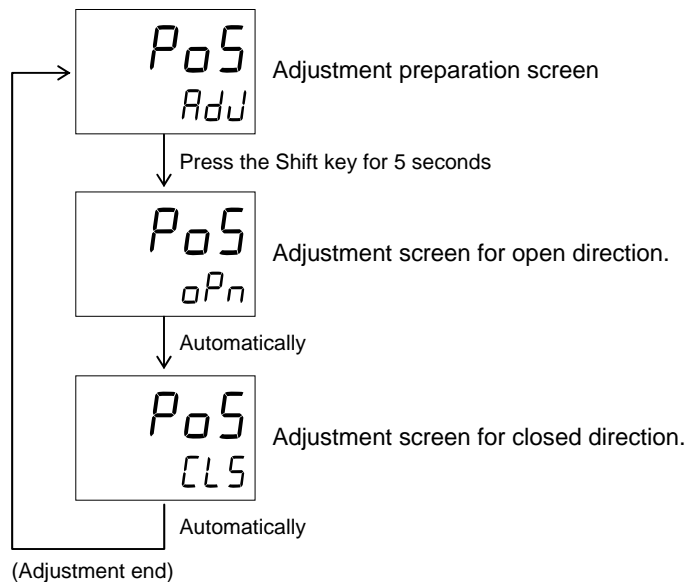 PoS
Adjustment preparation screen
AdJ
Press the Shift key for 5 seconds
PoS
Adjustment screen for open direction.
oPn
Automatically
PoS
Adjustment screen for closed direction.
CLS
Automatically
(Adjustment end)